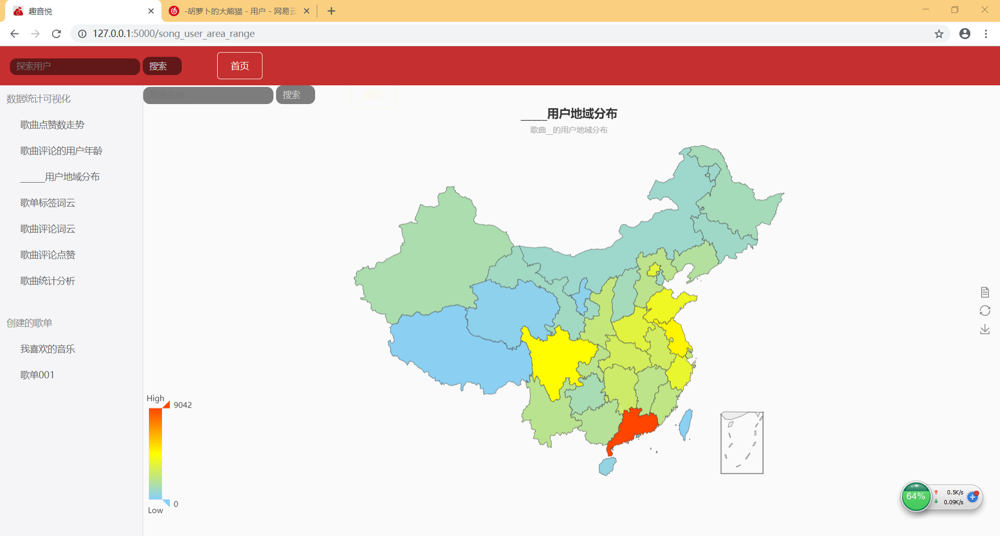 趣音悦
-胡萝卜的大熊猫 - 用户 - 网易云
127.0.0.1:5000/song_user_area_range
探索用户
搜索
首页
数据统计可视化
歌曲点赞数走势
歌曲评论的用户年龄
_____用户地域分布
歌单标签词云
歌曲评论词云
歌曲评论点赞
歌曲统计分析
创建的歌单
我喜欢的音乐
歌单001
歌曲名称
搜索
首页
_____用户地域分布
歌曲__的用户地域分布
High
9042
0
Low
64%
0.5K/s
0.09K/s